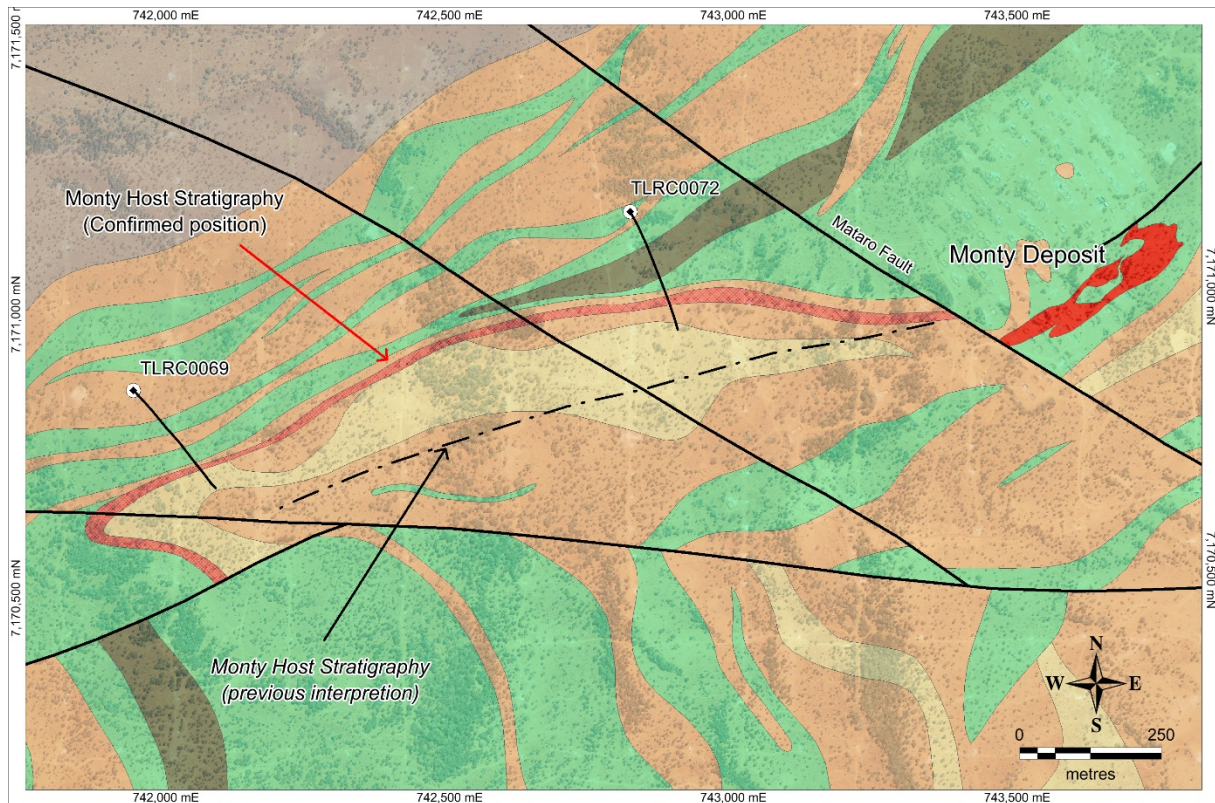 742,000 mE
742,500 mE
743,000 mE
743,500 mE
7,171,500 m
TLRC0072
Monty Host Stratigraphy
(Confirmed position)
Mataro Fault
Monty Deposit
7,171,000 mN
7,171,000 mN
TLRC0069
7,170,500 mN
7,170,500 mN
Monty Host Stratigraphy
(previous interpretion)
N
W
E
S
0
250
metres
742,000 mE
742,500 mE
743,000 mE
743,500 mE